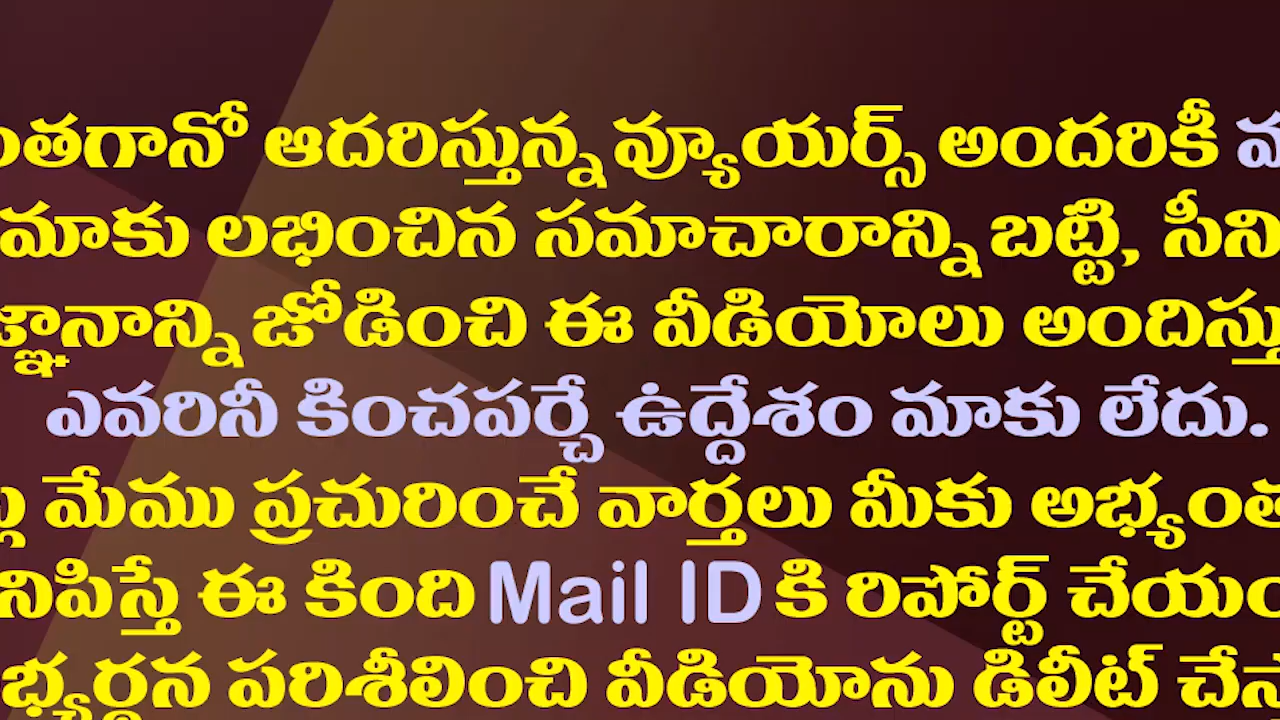 ంతగానో ఆదరిస్తున్న వ్యూయర్స్ అందరికీ
మాకు లభించిన సమాచారాన్ని బట్టి, సీని
జ్ఞానాన్ని జోడించి ఈ వీడియోలు అందిస్తు
ఎవరినీ కించపర్చే ఉద్దేశం మాకు లేదు.
మేము ప్రచురించే వార్తలు మీకు అభ్యంత
నిపిస్తే ఈ కింది Mail ID కి రిపోర్ట్ చేయం
భ్యర్థన పరిశీలించి వీడియోను డిలీట్ చేస